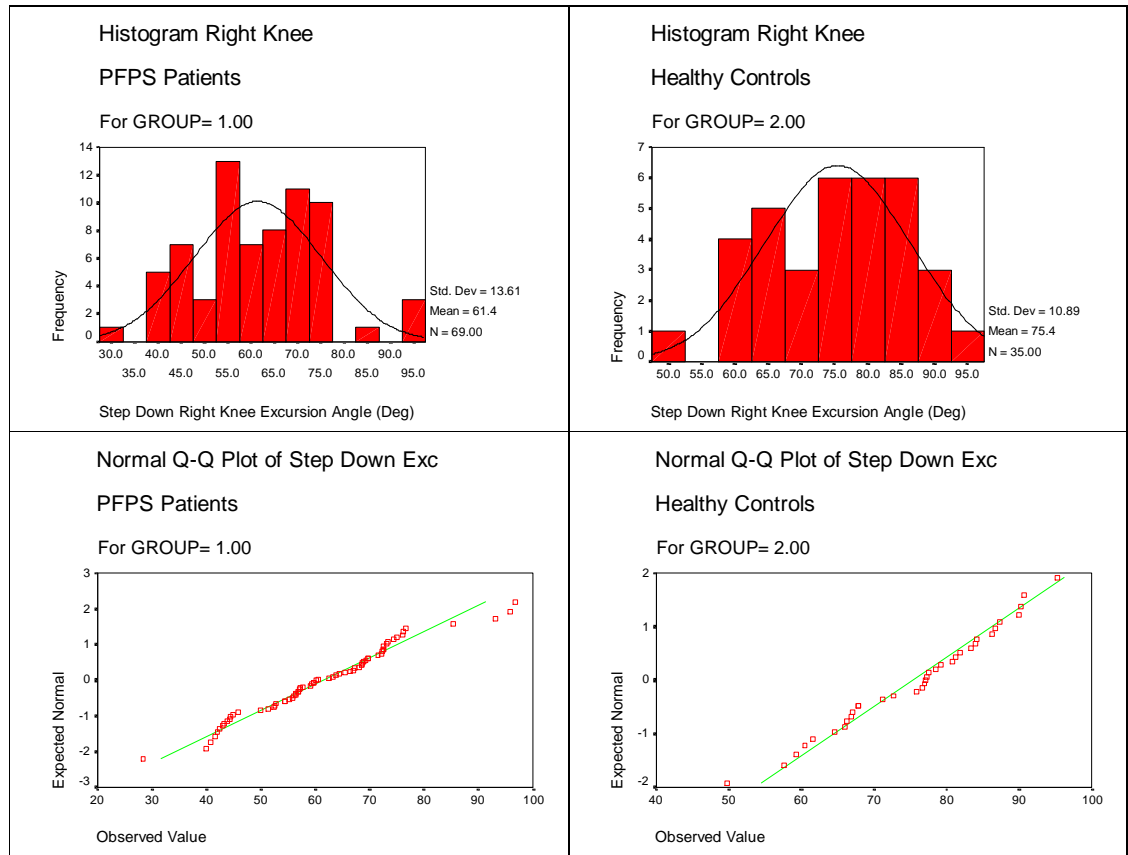 Histogram Right Knee
PFPS Patients
For GROUP= 1.00
14
12
10
8
6
4
2
0
Frequency
Std. Dev = 13.61
Mean = 61.4
N = 69.00
30.0 40.0 50.0 60.0 70.0 80.0 90.0
35.0 45.0 55.0 65.0 75.0 85.0 95.0
Step Down Right Knee Excursion Angle (Deg)
Histogram Right Knee
Healthy Controls
For GROUP= 2.00
7
6
5
4
3
2
1
0
Frequency
Std. Dev = 10.89
Mean = 75.4
N = 35.00
50.0 55.0 60.0 65.0 70.0 75.0 80.0 85.0 90.0 95.0
Step Down Right Knee Excursion Angle (Deg)
Normal Q-Q Plot of Step Down Exc
PFPS Patients
For GROUP= 1.00
3
2
1
0
-1
-2
-3
Expected Normal
20 30 40 50 60 70 80 90 100
Observed Value
Normal Q-Q Plot of Step Down Exc
Healthy Controls
For GROUP= 2.00
2
1
0
-1
-2
Expected Normal
40 50 60 70 80 90 100
Observed Value